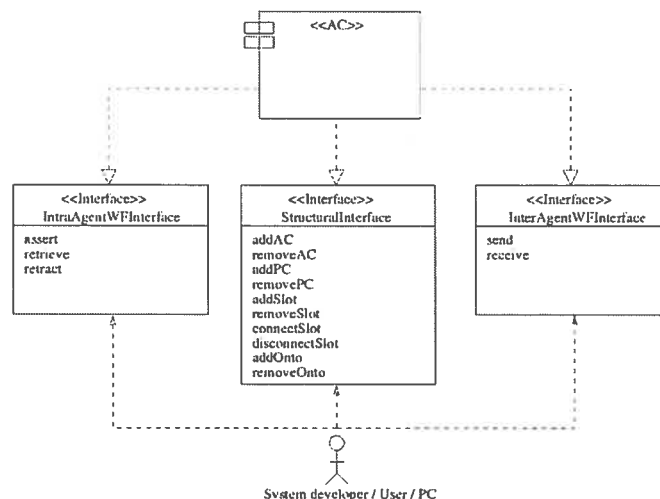 <<AC>>
<<Interface>>
IntraAgentWFInterface
assert
retrieve
retract
<<Interface>>
StructuralInterface
addAC
removeAC
addPC
removePC
addSlot
removeSlot
connectSlot
disconnectSlot
addOnto
removeOnto
<<Interface>>
InterAgentWFInterface
send
receive
System developer / User / PC